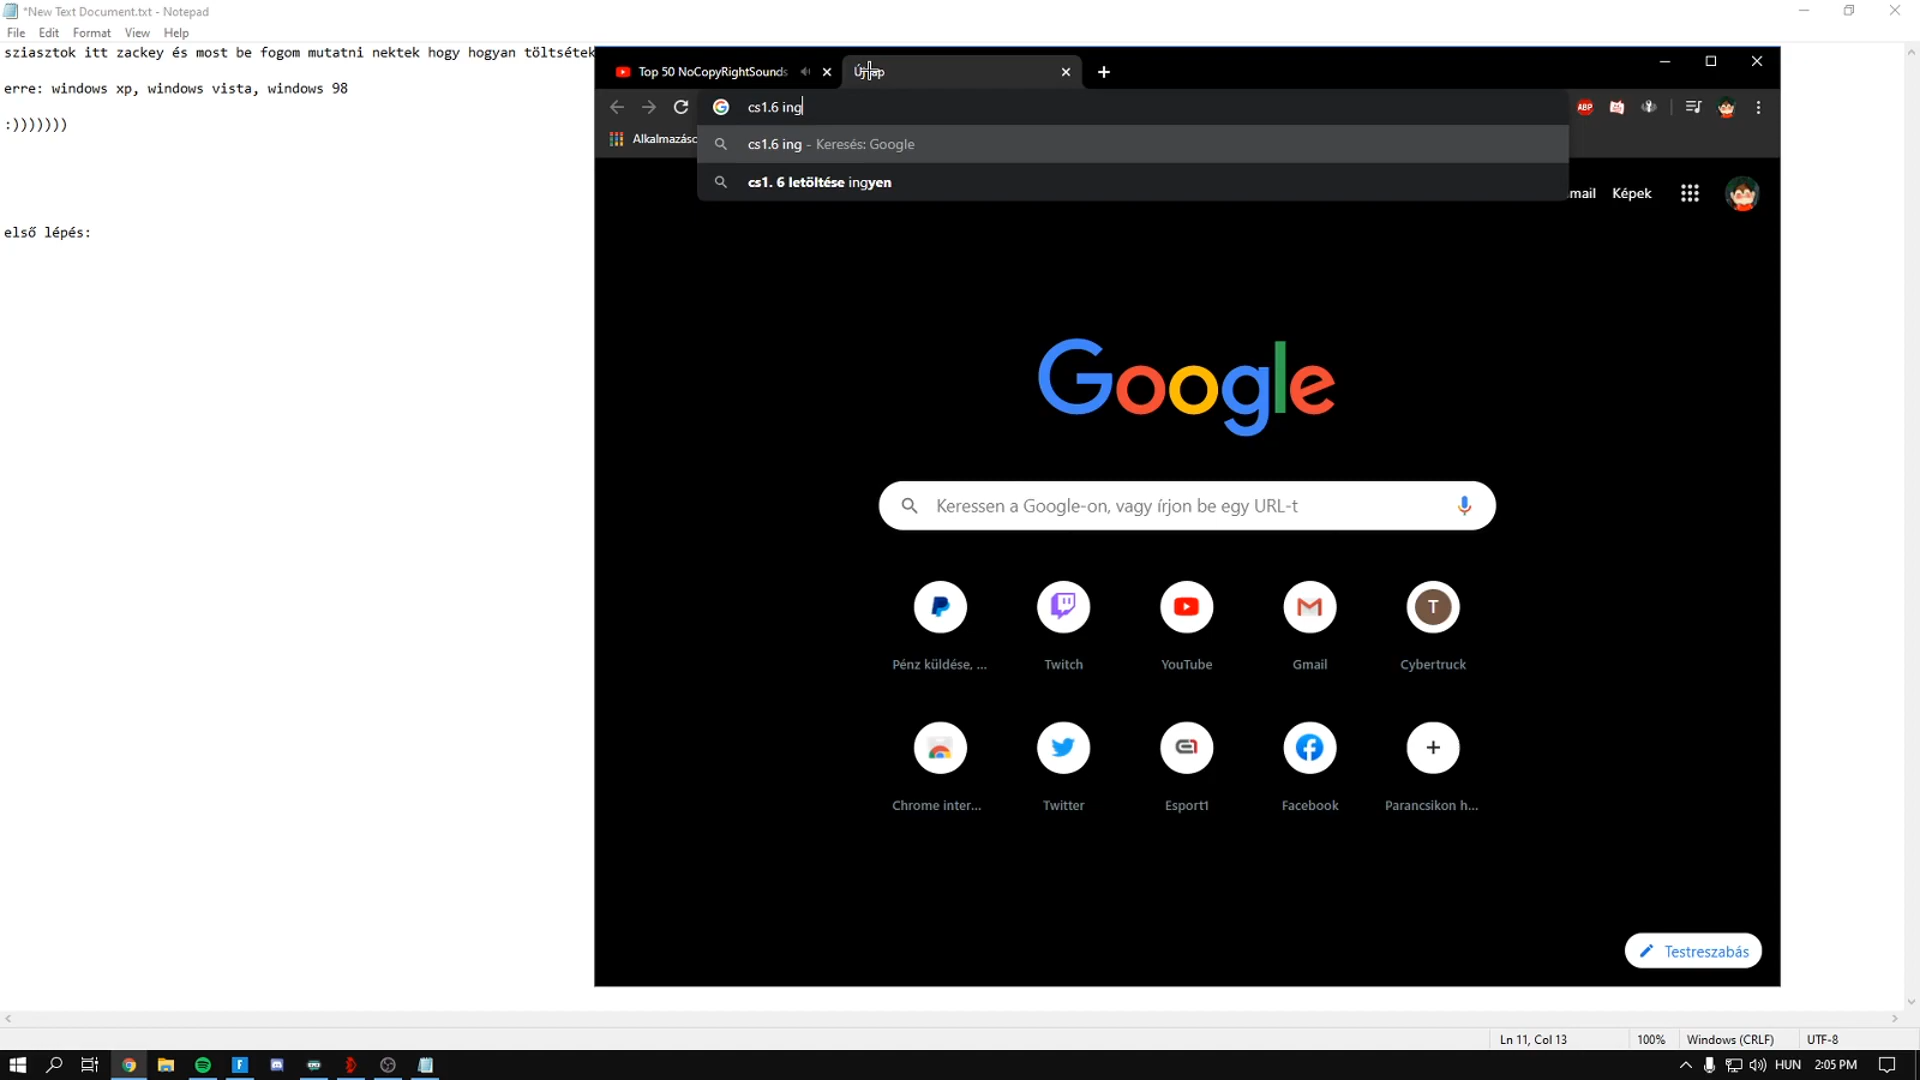 *New Text Document.txt - Notepad
File Edit Format View Help
sziasztok itt zackey és most be fogom mutatni nektek hogy hogyan töltsétek
erre: windows xp, windows vista, windows 98
:)))))))
első lépés:
Top 50 NoCopyRightSounds
cs1.6 ing
ABP
Alkalmazáso
cs1.6 ing - Keresés: Google
cs1. 6 letöltése ingyen
mail Képek
Google
Keressen a Google-on, vagy írjon be egy URL-t
T
Pénz küldése, ... Twitch YouTube Gmail Cybertruck
Chrome inter... Twitter Esport1 Facebook Parancsikon h...
Testreszabás
Ln 11, Col 13 100% Windows (CRLF) UTF-8
HUN 2:05 PM